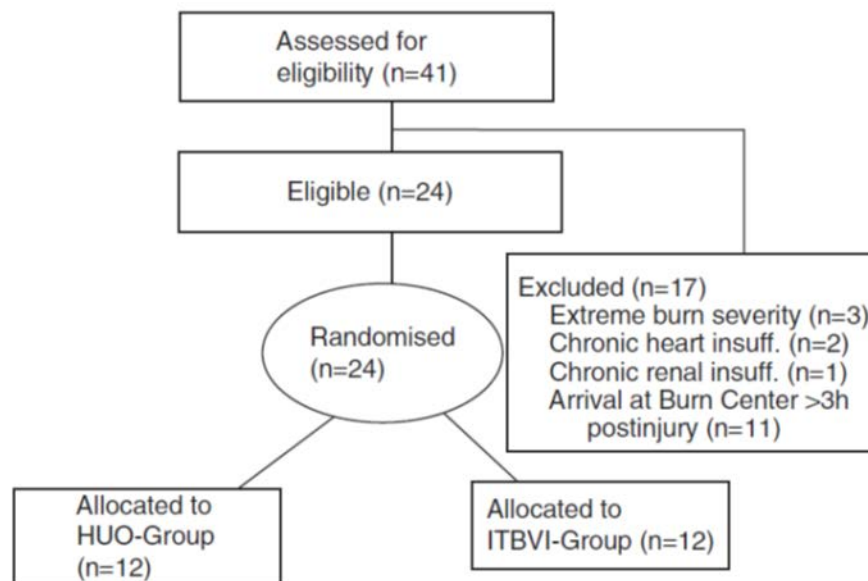 Assessed for
eligibility (n=41)
Eligible (n=24)
Excluded (n=17)
Extreme burn severity (n=3)
Chronic heart insuff. (n=2)
Chronic renal insuff. (n=1)
Arrival at Burn Center >3h
postinjury (n=11)
Randomised
(n=24)
Allocated to
HUO-Group
(n=12)
Allocated to
ITBVI-Group (n=12)